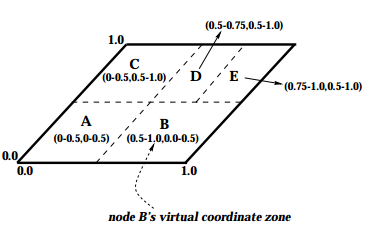 (0.5-0.75,0.5-1.0)
1.0
C
(0-0.5,0.5-1.0)
D
E
(0.75-1.0,0.5-1.0)
A
B
(0-0.5,0-0.5)
(0.5-1.0,0.0-0.5)
0.0
0.0
1.0
node B's virtual coordinate zone